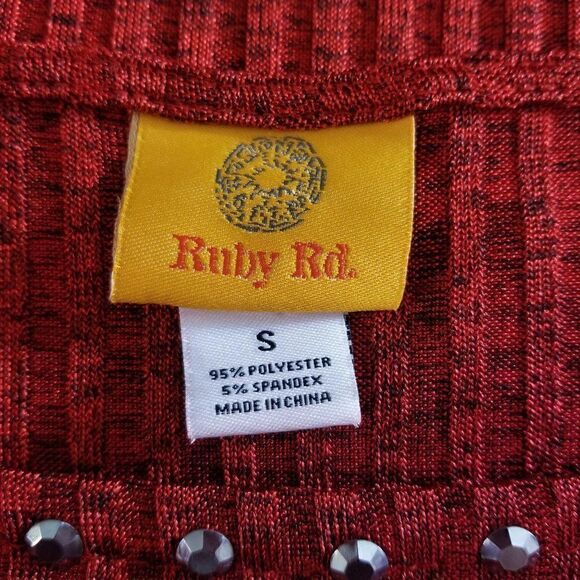 Ruby Rd.
S
95% POLYESTER
5% SPANDEX
MADE IN CHINA